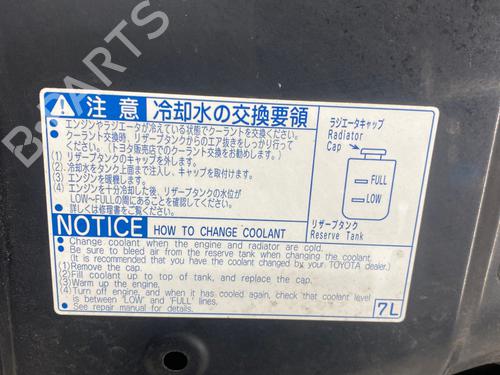 B-PARTS
注意 冷却水の交換要領
● エンジンやラジエータが冷えている状態でクーラントを交換ください。
● クーラント交換時、リザーブタンクからのエア抜きをしっかり行って
ください。（トヨタ販売店でのクーラント交換をお勧めします。）
(1) リザーブタンクのキャップを外します。
(2) 冷却水をタンク上面まで注入し、キャップを取付けます。
(3) エンジンを暖機します。
(4) エンジンを十分冷却した後、リザーブタンクの水位が
LOW〜FULLの間にあることを確認してください。
● 詳しくは修理書をご覧ください。
ラジエータキャップ
Radiator
Cap
FULL
LOW
リザーブタンク
Reserve Tank
NOTICE HOW TO CHANGE COOLANT
● Change coolant when the engine and radiator are cold.
● Be sure to bleed air from the reserve tank when changing the coolant.
(It is recommended that you have the coolant changed by your TOYOTA dealer.)
(1)Remove the cap.
(2)Fill coolant up to top of tank, and replace the cap.
(3)Warm up the engine.
(4)Turn off engine, and when it has cooled again, check that coolant level
is between 'LOW' and 'FULL' lines.
● See repair manual for details.
7L